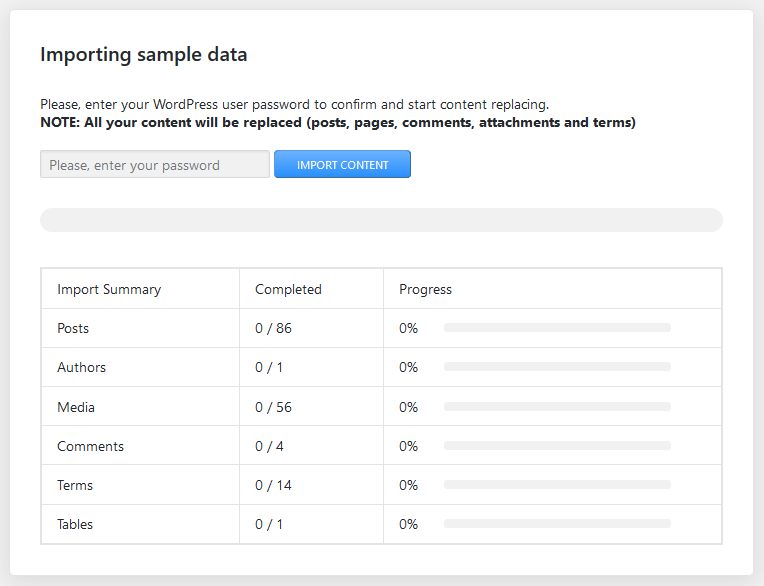 Importing sample data
Please, enter your WordPress user password to confirm and start content replacing.
NOTE: All your content will be replaced (posts, pages, comments, attachments and terms)
Please, enter your password IMPORT CONTENT
Import Summary Completed Progress
Posts 0 / 86 0%
Authors 0 / 1 0%
Media 0 / 56 0%
Comments 0 / 4 0%
Terms 0 / 14 0%
Tables 0 / 1 0%